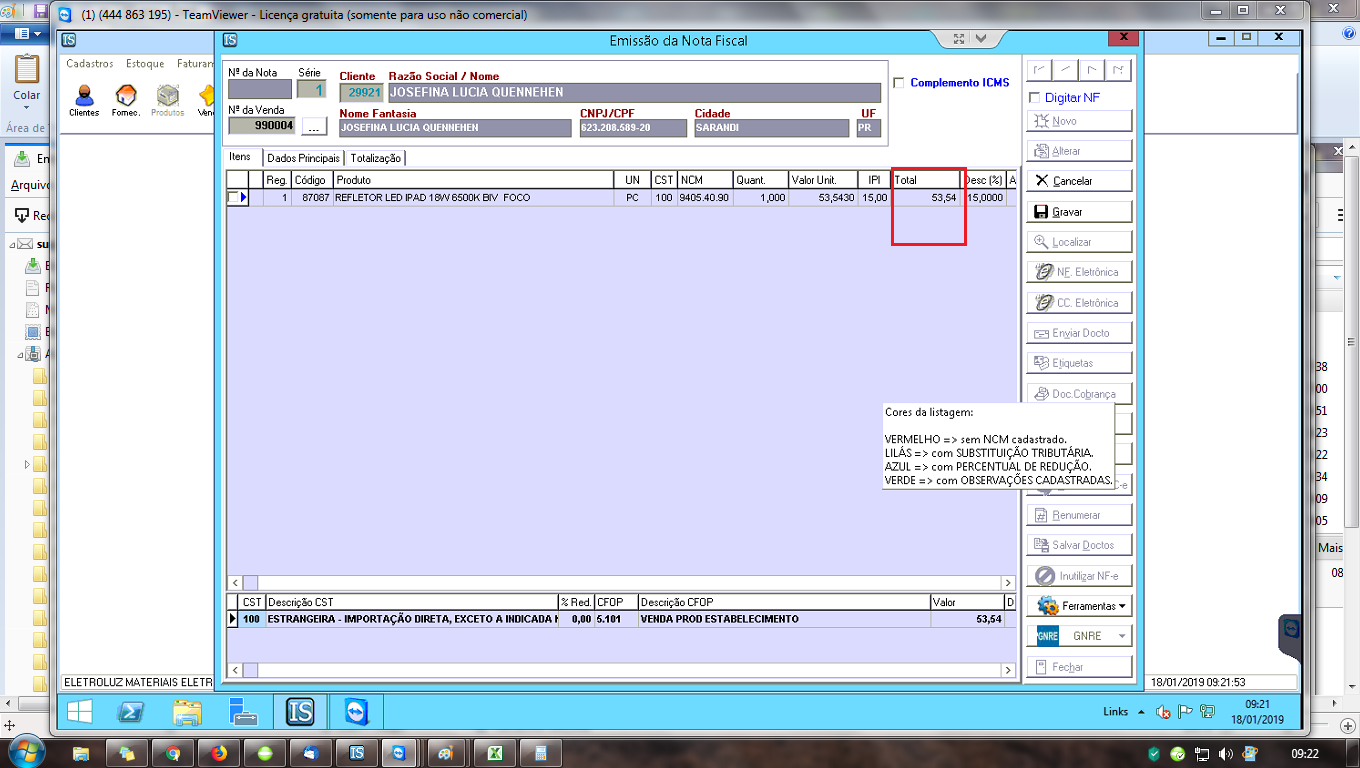 (1) (444 863 195) - TeamViewer - Licença gratuita (somente para uso não comercial)
Colar
Área de
En
Arquivo
Rec
su
Cadastros Estoque Faturam
Clientes Fornec. Produtos Vend
Emissão da Nota Fiscal
Nº da Nota Série Cliente Razão Social / Nome
1 29921 JOSEFINA LUCIA QUENNEHEN
Nº da Venda Nome Fantasia CNPJ/CPF Cidade UF
990004 ... JOSEFINA LUCIA QUENNEHEN 623.208.589-20 SARANDI PR
Complemento ICMS
Itens Dados Principais Totalização
Reg. Código Produto UN CST NCM Quant. Valor Unit. IPI Total Desc (%) A
1 87087 REFLETOR LED IPAD 18W 6500K BIV FOCO PC 100 9405.40.90 1,000 53,5430 15,00 53,54 15,0000
Digitar NF
Novo
Alterar
Cancelar
Gravar
Localizar
NF. Eletrônica
CC. Eletrônica
Enviar Docto
Etiquetas
Doc.Cobrança
Cores da listagem:
VERMELHO => sem NCM cadastrado.
LILÁS => com SUBSTITUIÇÃO TRIBUTÁRIA.
AZUL => com PERCENTUAL DE REDUÇÃO.
VERDE => com OBSERVAÇÕES CADASTRADAS.
C-e
Renumerar
Salvar Doctos
Inutilizar NF-e
Ferramentas
GNRE GNRE
Fechar
CST Descrição CST % Red. CFOP Descrição CFOP Valor D
100 ESTRANGEIRA - IMPORTAÇÃO DIRETA, EXCETO A INDICADA N 0,00 5.101 VENDA PROD ESTABELECIMENTO 53,54
38
00
51
23
22
34
09
05
Mais
08
ELETROLUZ MATERIAIS ELETR
18/01/2019 09:21:53
IS
Links
09:21
18/01/2019
09:22